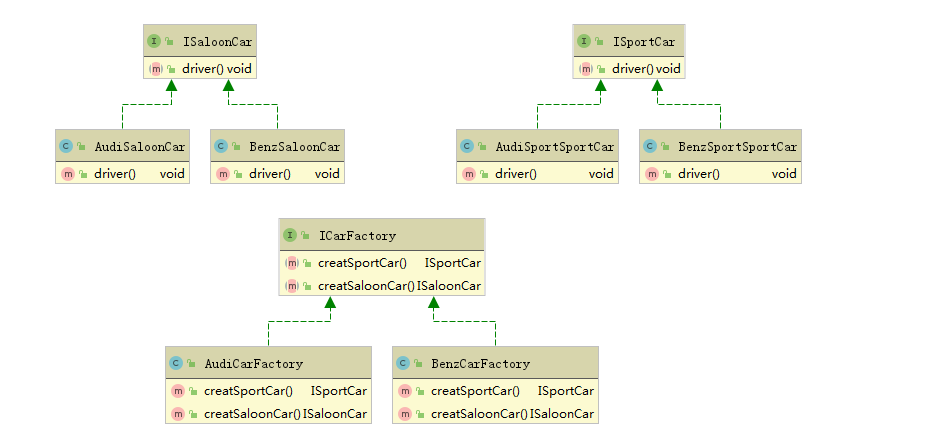 I ISaloonCar
m driver() void
I ISportCar
m driver() void
C AudiSaloonCar
m driver() void
C BenzSaloonCar
m driver() void
C AudiSportSportCar
m driver() void
C BenzSportSportCar
m driver() void
I ICarFactory
m creatSportCar() ISportCar
m creatSaloonCar() ISaloonCar
C AudiCarFactory
m creatSportCar() ISportCar
m creatSaloonCar() ISaloonCar
C BenzCarFactory
m creatSportCar() ISportCar
m creatSaloonCar() ISaloonCar